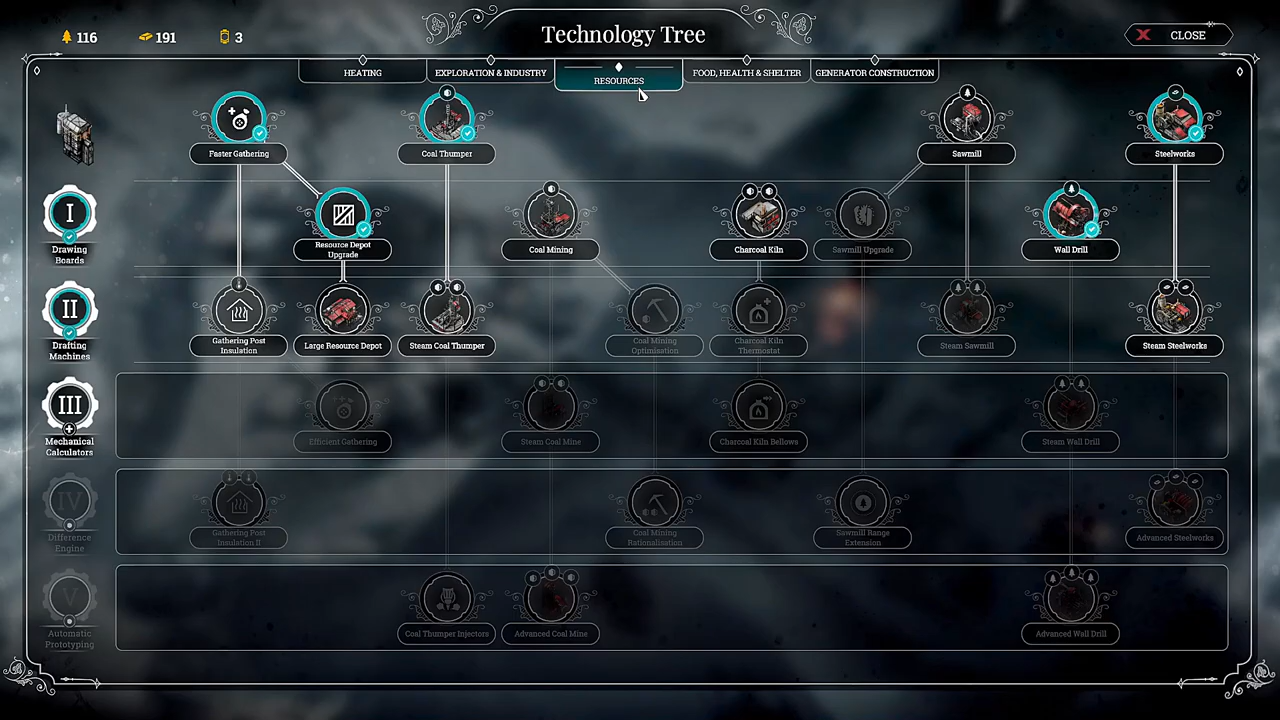 116
191
3
Technology Tree
CLOSE
HEATING
EXPLORATION & INDUSTRY
RESOURCES
FOOD, HEALTH & SHELTER
GENERATOR CONSTRUCTION
Faster Gathering
Coal Thumper
Sawmill
Steelworks
I
Drawing
Boards
Resource Depot
Upgrade
Coal Mining
Charcoal Kiln
Sawmill Upgrade
Wall Drill
II
Drafting
Machines
Gathering Post
Insulation
Large Resource Depot
Steam Coal Thumper
Coal Mining
Optimisation
Charcoal Kiln
Thermostat
Steam Sawmill
Steam Steelworks
III
Mechanical
Calculators
Efficient Gathering
Steam Coal Mine
Charcoal Kiln Bellows
Steam Wall Drill
IV
Difference
Engine
Gathering Post
Insulation II
Coal Mining
Rationalisation
Sawmill Range
Extension
Advanced Steelworks
V
Automatic
Prototyping
Coal Thumper Injectors
Advanced Coal Mine
Advanced Wall Drill